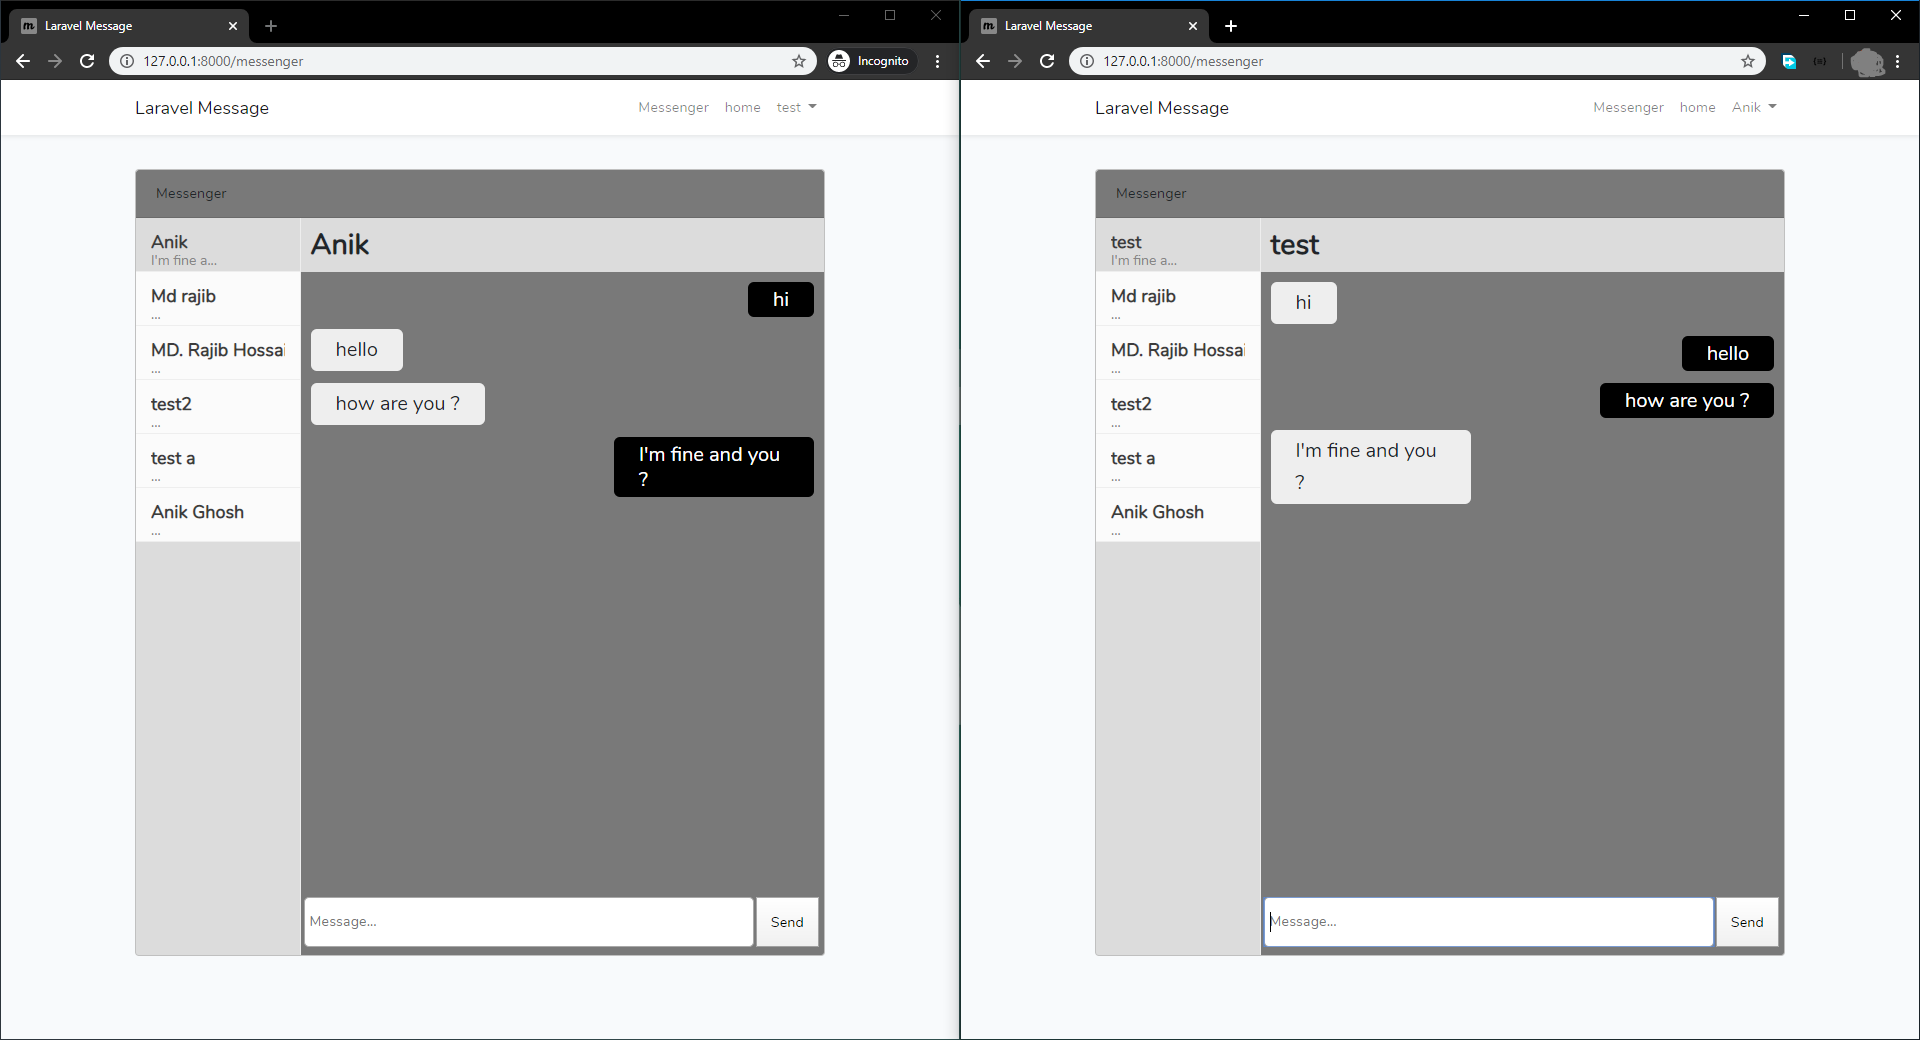 Laravel Message
127.0.0.1:8000/messenger
Incognito
Laravel Message
Messenger
home
test
Messenger
Anik
I'm fine a...
Md rajib
...
MD. Rajib Hossai
...
test2
...
test a
...
Anik Ghosh
...
Anik
hi
hello
how are you ?
I'm fine and you
?
Message...
Send
Laravel Message
127.0.0.1:8000/messenger
Laravel Message
Messenger
home
Anik
Messenger
test
I'm fine a...
Md rajib
...
MD. Rajib Hossai
...
test2
...
test a
...
Anik Ghosh
...
test
hi
hello
how are you ?
I'm fine and you
?
Message...
Send